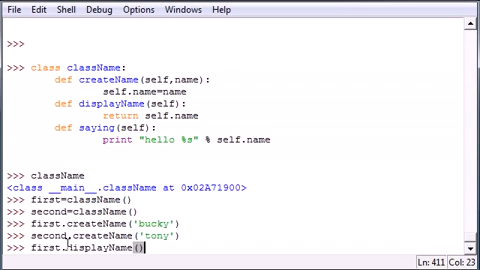 File Edit Shell Debug Options Windows Help
>>>
>>> class className:
def createName(self,name):
self.name=name
def displayName(self):
return self.name
def saying(self):
print "hello %s" % self.name
>>> className
<class __main__.className at 0x02A71900>
>>> first=className()
>>> second=className()
>>> first.createName('bucky')
>>> second.createName('tony')
>>> first.displayName()
Ln: 411 Col: 23